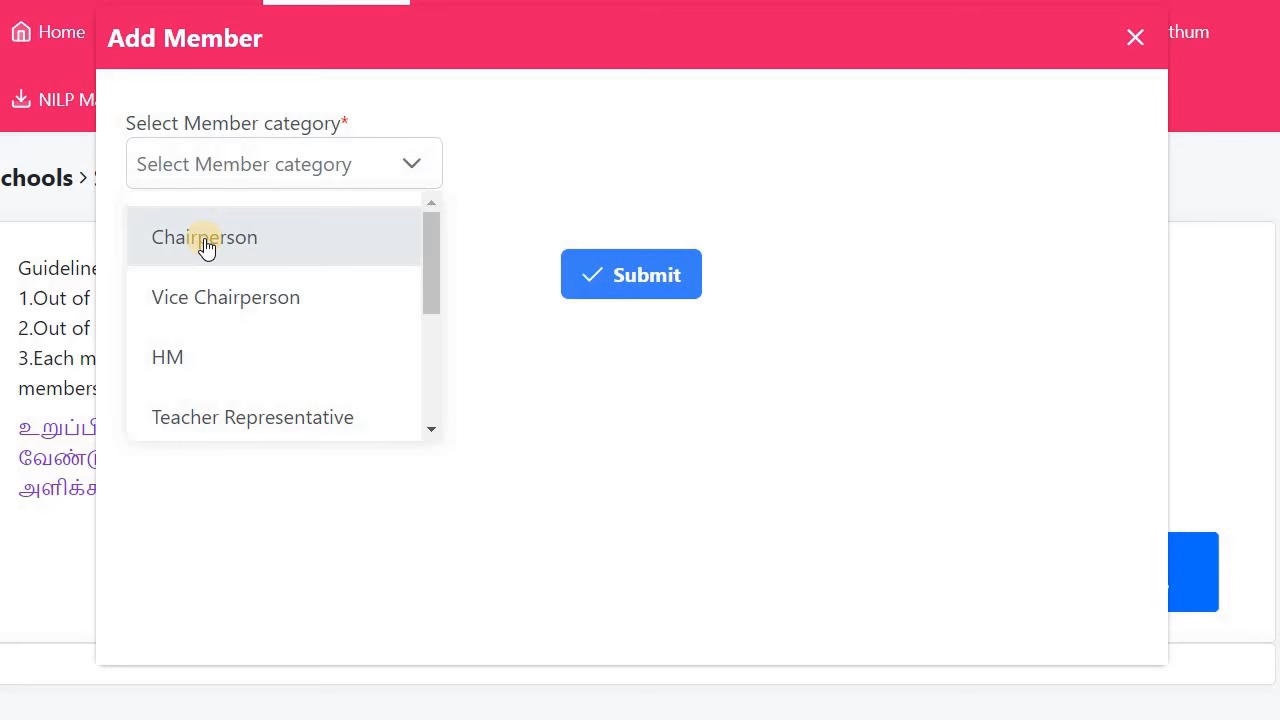 Home
Add Member
thum
NILP Ma
Select Member category*
Select Member category
chools >
Chairperson
Vice Chairperson
HM
Teacher Representative
Submit
Guideline
1.Out of
2.Out of
3.Each m
members
உறுப்பி
வேண்டு
அளிக்க